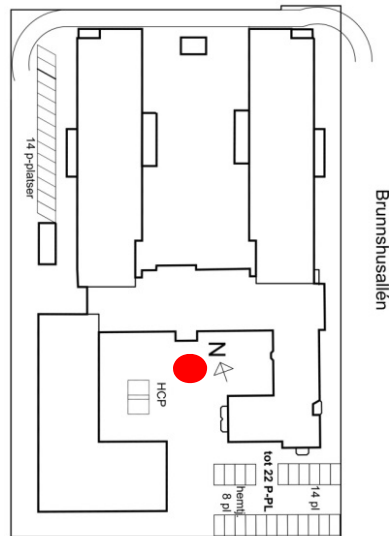 14 p-platser
Brunnshusallén
N
HCP
tot 22 P-PL
hemtj.
8 pl
14 pl